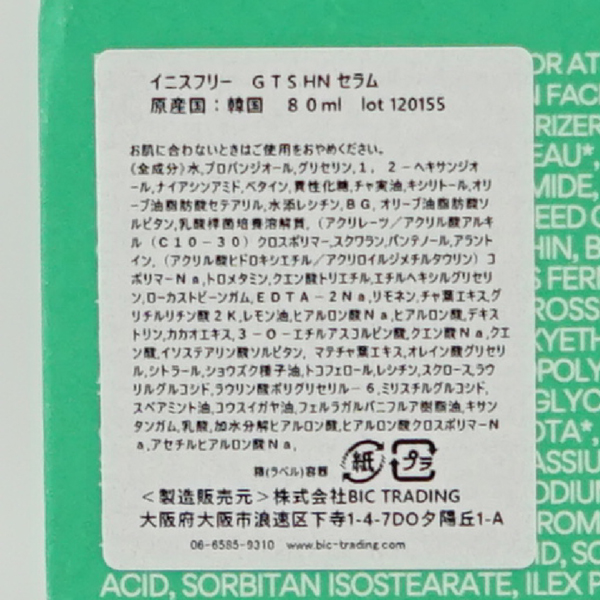 イニスフリー ＧＴＳＨＮ セラム
原産国：韓国 ８０ml lot 120155
お肌に合わないときはご使用をおやめください。
(全成分)水,プロパンジオール,グリセリン,１，２－ヘキサンジオ
ール,ナイアシンアミド,ベタイン,異性化糖,チャ実油,キシリトール,オリ
ーブ油脂肪酸セテアリル,水添レシチン,ＢＧ,オリーブ油脂肪酸ソ
ルビタン,乳酸桿菌培養溶解質,（アクリレーツ／アクリル酸アルキ
ル（Ｃ１０－３０）クロスポリマー,スクワラン,パンテノール,アラント
イン,（アクリル酸ヒドロキシエチル／アクリロイルジメチルタウリン）コ
ポリマーＮａ,トロメタミン,クエン酸トリエチル,エチルヘキシルグリセリ
ン,ローカストビーンガム,ＥＤＴＡ－２Ｎａ,リモネン,チャ葉エキス,グ
リチルリチン酸２Ｋ,レモン油,ヒアルロン酸Ｎａ,ヒアルロン酸,デキス
トリン,カカオエキス,３－Ｏ－エチルアスコルビン酸,クエン酸Ｎａ,クエ
ン酸,イソステアリン酸ソルビタン, マテチャ葉エキス,オレイン酸グリセリ
ル,シトラール,ショウズク種子油,トコフェロール,レシチン,スクロース,ラウ
リルグルコシド,ラウリン酸ポリグリセリル－６,ミリスチルグルコシド,
スペアミント油,コウスイガヤ油,フェルラガルバニフルア樹脂油,キサン
タンガム,乳酸,加水分解ヒアルロン酸,ヒアルロン酸クロスポリマーＮ
ａ,アセチルヒアルロン酸Ｎａ,
箱(ラベル)容器 紙 プラ
＜製造販売元＞株式会社BIC TRADING
大阪府大阪市浪速区下寺1-4-7DO夕陽丘1-A
06-6585-9310 www.bic-trading.com
ACID, SORBITAN ISOSTEARATE, ILEX P